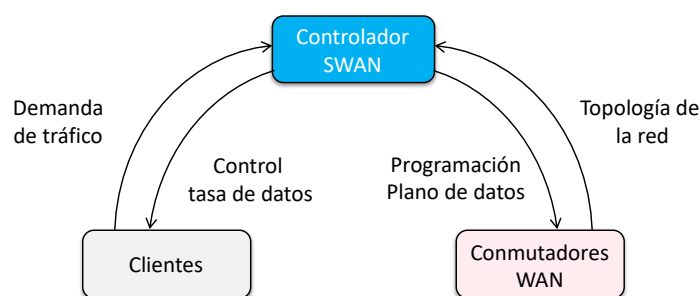 Controlador
SWAN
Demanda
de tráfico
Topología de
la red
Control
tasa de datos
Programación
Plano de datos
Clientes
Conmutadores
WAN